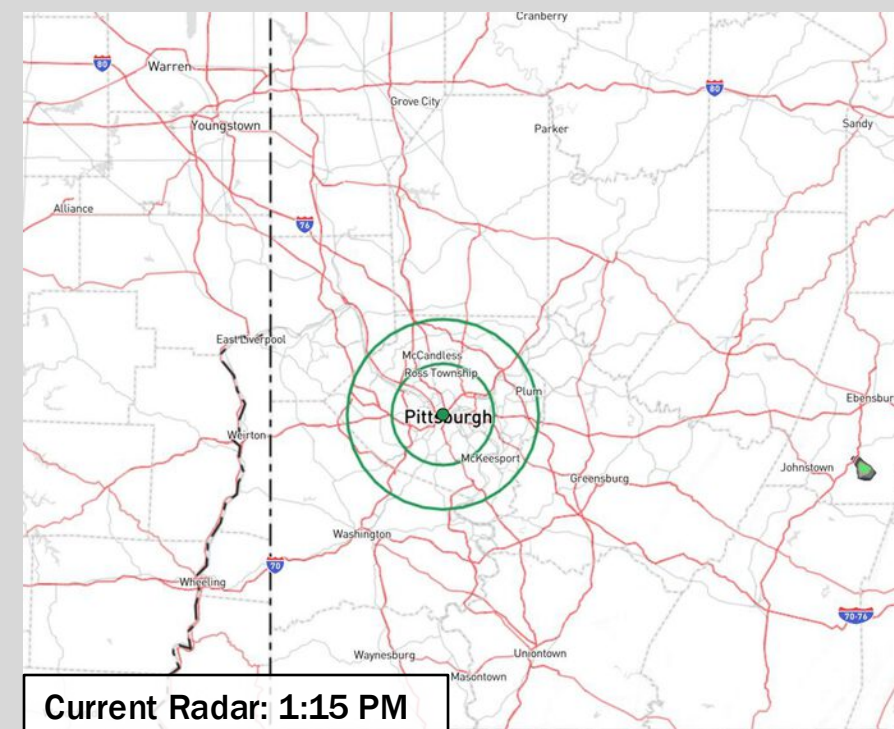 Cranberry
80
Warren
80
Grove City
Youngstown
Parker
Sandy
Alliance
76
East Liverpool
McCandless
Ross Township
Plum
Pittsburgh
Ebensbur
Weirton
McKeesport
Johnstown
Greensburg
Washington
70
Wheeling
70-76
Waynesburg
Uniontown
Masontown
Current Radar: 1:15 PM